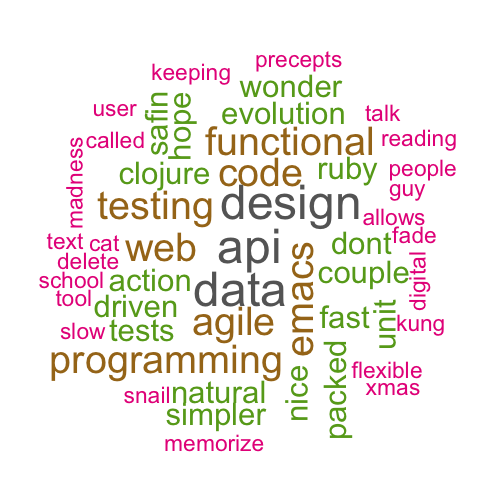 precepts
keeping
wonder
user
safin
hope
evolution
talk
called
functional
reading
madness
clojure
code
ruby
people
guy
testing
design
allows
text
cat
web
api
dont
fade
delete
emacs
couple
digital
school
action
data
tool
driven
agile
fast
unit
kung
slow
tests
programming
packed
flexible
snail
natural
nice
xmas
simpler
memorize